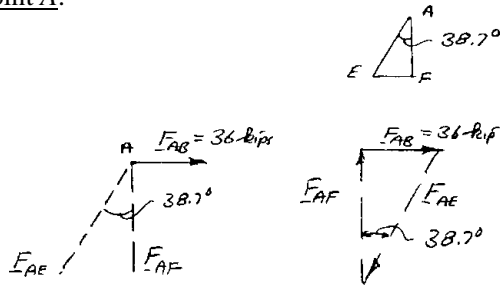 oint A:
A
38.7°
E F
A F_AB = 36 kips
38.7°
F_AE F_AF
F_AB = 36 kip
F_AF F_AE
38.7°